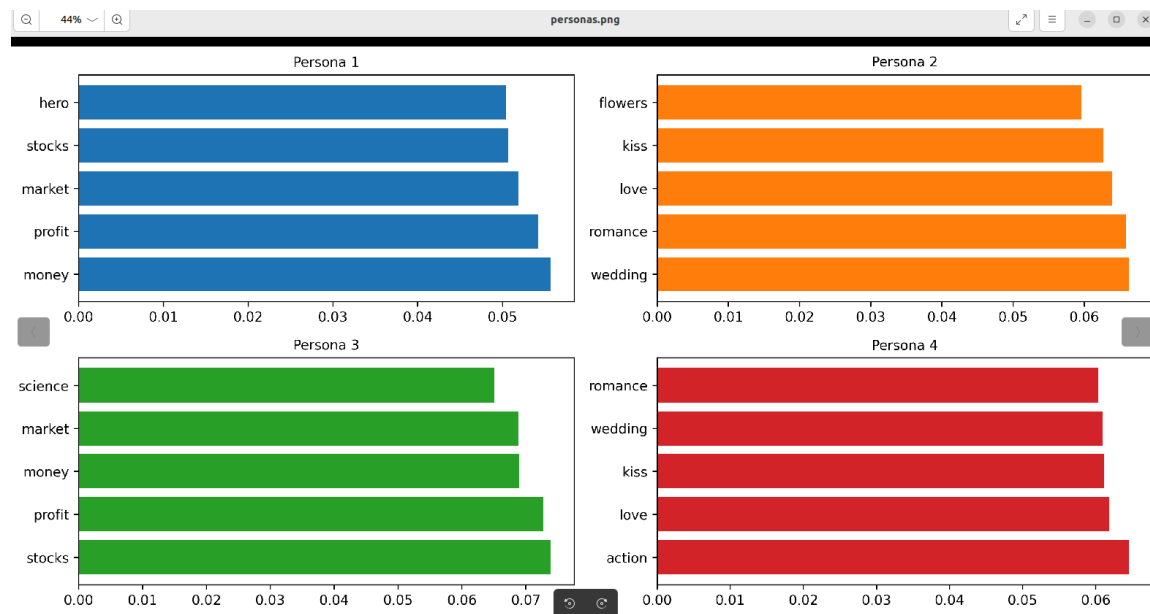 44%
personas.png
Persona 1
hero
stocks
market
profit
money
0.00 0.01 0.02 0.03 0.04 0.05
Persona 2
flowers
kiss
love
romance
wedding
0.00 0.01 0.02 0.03 0.04 0.05 0.06
Persona 3
science
market
money
profit
stocks
0.00 0.01 0.02 0.03 0.04 0.05 0.06 0.07
Persona 4
romance
wedding
kiss
love
action
0.00 0.01 0.02 0.03 0.04 0.05 0.06